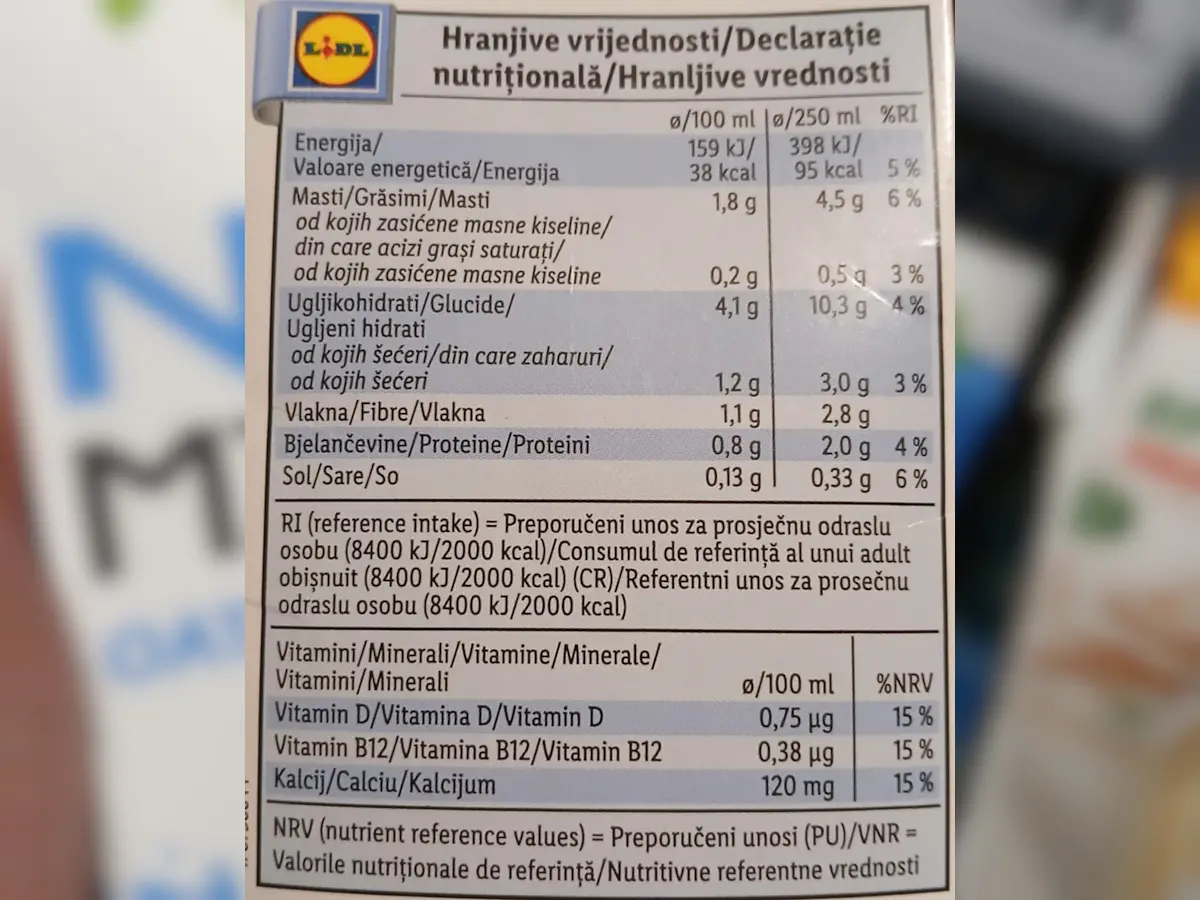 LIDL
Hranjive vrijednosti/Declarație
nutrițională/Hranljive vrednosti
ø/100 ml ø/250 ml %RI
Energija/ 159 kJ/ 398 kJ/
Valoare energetică/Energija 38 kcal 95 kcal 5 %
Masti/Grăsimi/Masti 1,8 g 4,5 g 6 %
od kojih zasićene masne kiseline/
din care acizi grași saturați/
od kojih zasićene masne kiseline 0,2 g 0,5 g 3 %
Ugljikohidrati/Glucide/ 4,1 g 10,3 g 4 %
Ugljeni hidrati
od kojih šećeri/din care zaharuri/
od kojih šećeri 1,2 g 3,0 g 3 %
Vlakna/Fibre/Vlakna 1,1 g 2,8 g
Bjelančevine/Proteine/Proteini 0,8 g 2,0 g 4 %
Sol/Sare/So 0,13 g 0,33 g 6 %
RI (reference intake) = Preporučeni unos za prosječnu odraslu
osobu (8400 kJ/2000 kcal)/Consumul de referință al unui adult
obișnuit (8400 kJ/2000 kcal) (CR)/Referentni unos za prosečnu
odraslu osobu (8400 kJ/2000 kcal)
Vitamini/Minerali/Vitamine/Minerale/
Vitamini/Minerali ø/100 ml %NRV
Vitamin D/Vitamina D/Vitamin D 0,75 µg 15 %
Vitamin B12/Vitamina B12/Vitamin B12 0,38 µg 15 %
Kalcij/Calciu/Kalcijum 120 mg 15 %
NRV (nutrient reference values) = Preporučeni unosi (PU)/VNR =
Valorile nutriționale de referință/Nutritivne referentne vrednosti